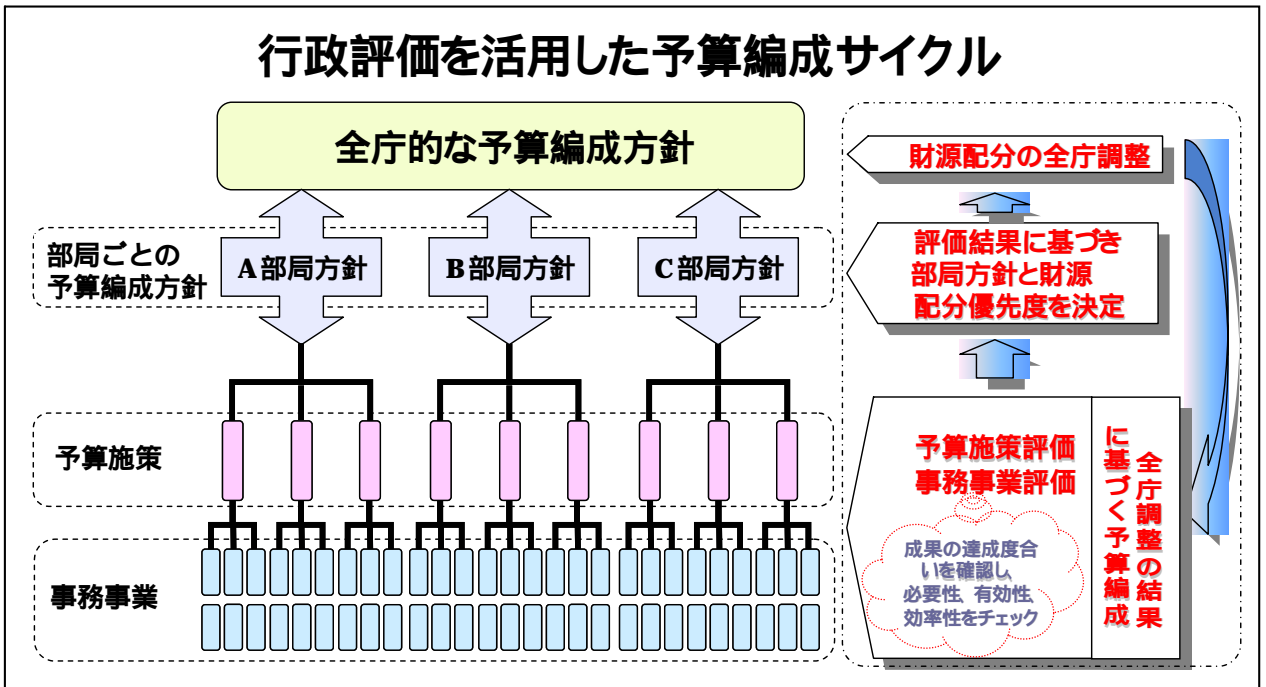 行政評価を活用した予算編成サイクル
全庁的な予算編成方針
部局ごとの
予算編成方針
A部局方針
B部局方針
C部局方針
予算施策
事務事業
財源配分の全庁調整
評価結果に基づき
部局方針と財源
配分優先度を決定
予算施策評価
事務事業評価
成果の達成度合
いを確認し、
必要性、有効性、
効率性をチェック
全庁調整の結果
に基づく予算編成